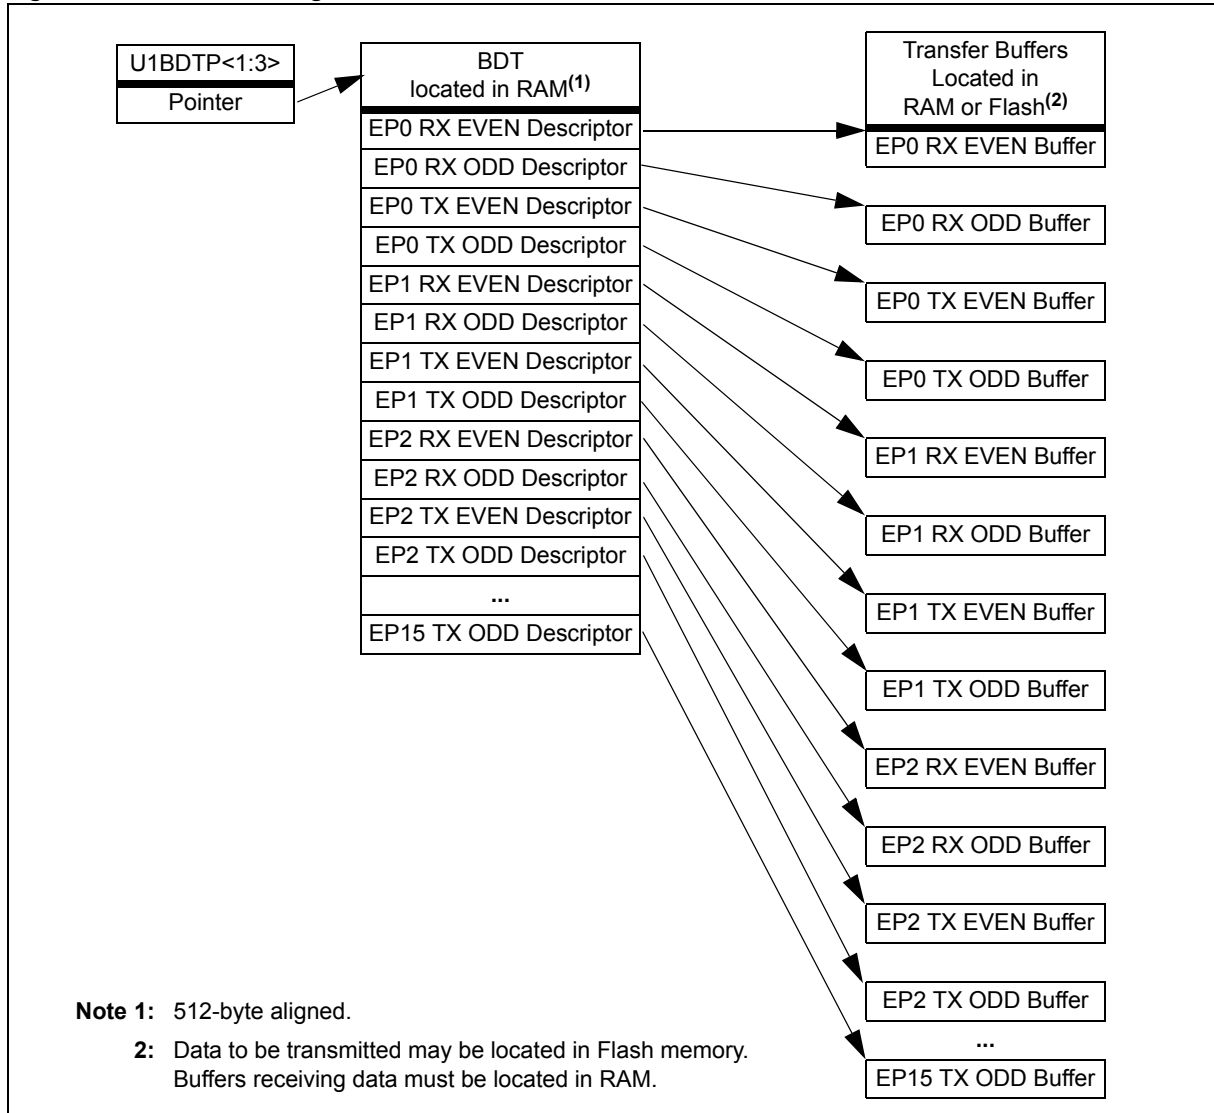 U1BDTP<1:3>
Pointer
BDT
located in RAM(1)
EP0 RX EVEN Descriptor
EP0 RX ODD Descriptor
EP0 TX EVEN Descriptor
EP0 TX ODD Descriptor
EP1 RX EVEN Descriptor
EP1 RX ODD Descriptor
EP1 TX EVEN Descriptor
EP1 TX ODD Descriptor
EP2 RX EVEN Descriptor
EP2 RX ODD Descriptor
EP2 TX EVEN Descriptor
EP2 TX ODD Descriptor
...
EP15 TX ODD Descriptor
Transfer Buffers
Located in
RAM or Flash(2)
EP0 RX EVEN Buffer
EP0 RX ODD Buffer
EP0 TX EVEN Buffer
EP0 TX ODD Buffer
EP1 RX EVEN Buffer
EP1 RX ODD Buffer
EP1 TX EVEN Buffer
EP1 TX ODD Buffer
EP2 RX EVEN Buffer
EP2 RX ODD Buffer
EP2 TX EVEN Buffer
EP2 TX ODD Buffer
...
EP15 TX ODD Buffer
Note 1: 512-byte aligned.
2: Data to be transmitted may be located in Flash memory.
Buffers receiving data must be located in RAM.